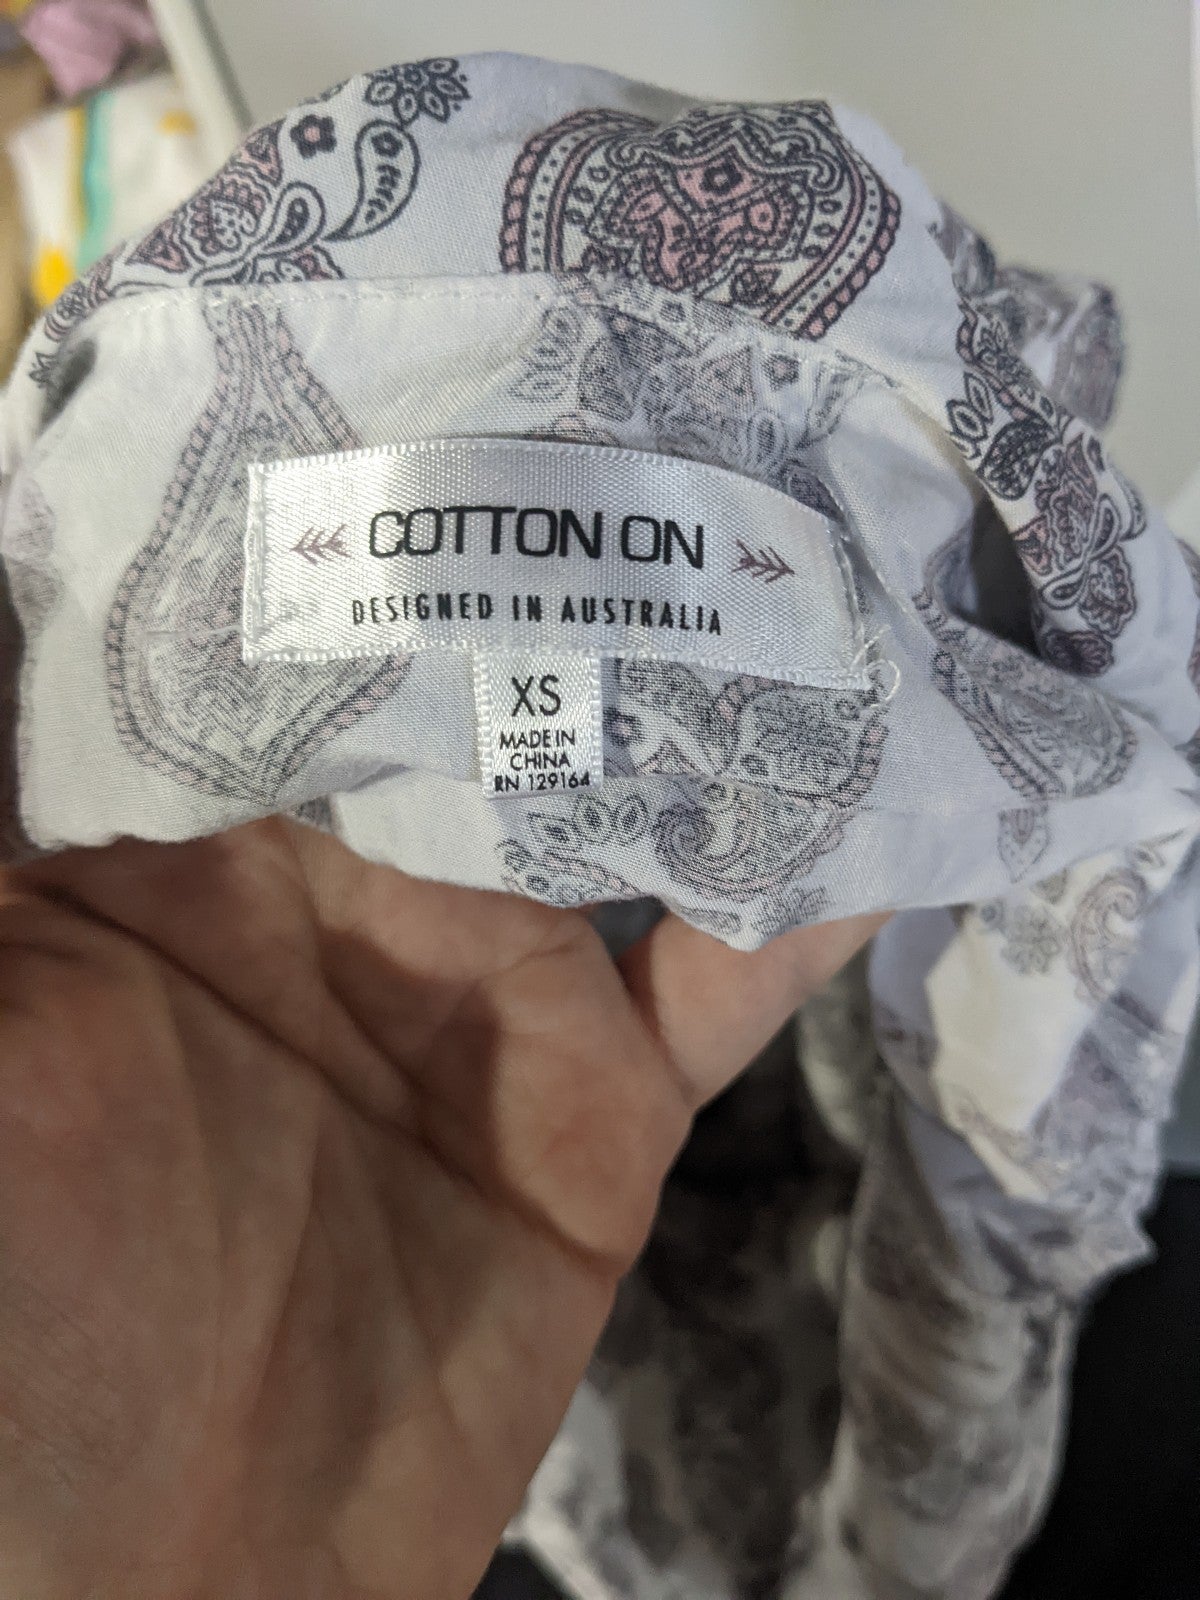 COTTON ON
DESIGNED IN AUSTRALIA
XS
MADE IN
CHINA
RN 129164